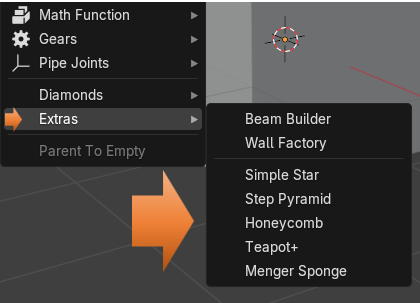 Math Function
Gears
Pipe Joints
Diamonds
Extras
Parent To Empty
Beam Builder
Wall Factory
Simple Star
Step Pyramid
Honeycomb
Teapot+
Menger Sponge